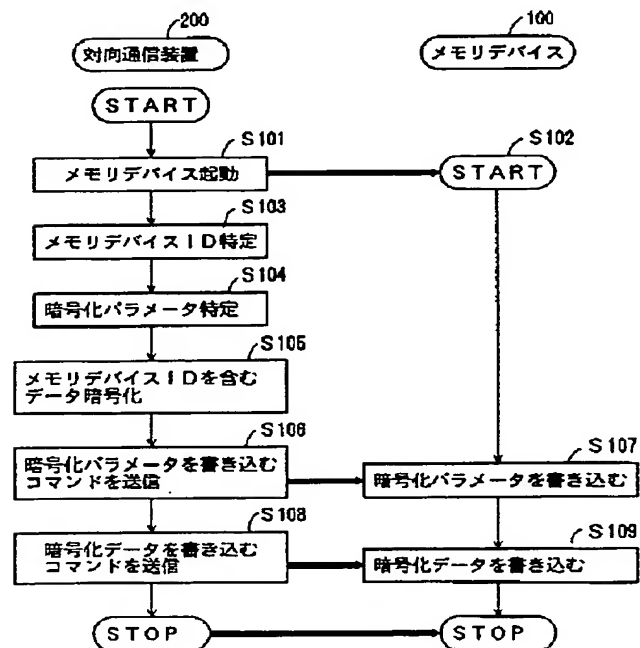 200
対向通信装置
100
メモリデバイス
START
S101
メモリデバイス起動
S102
START
S103
メモリデバイスID特定
S104
暗号化パラメータ特定
S105
メモリデバイスIDを含む
データ暗号化
S106
暗号化パラメータを書き込む
コマンドを送信
S107
暗号化パラメータを書き込む
S108
暗号化データを書き込む
コマンドを送信
S109
暗号化データを書き込む
STOP
STOP